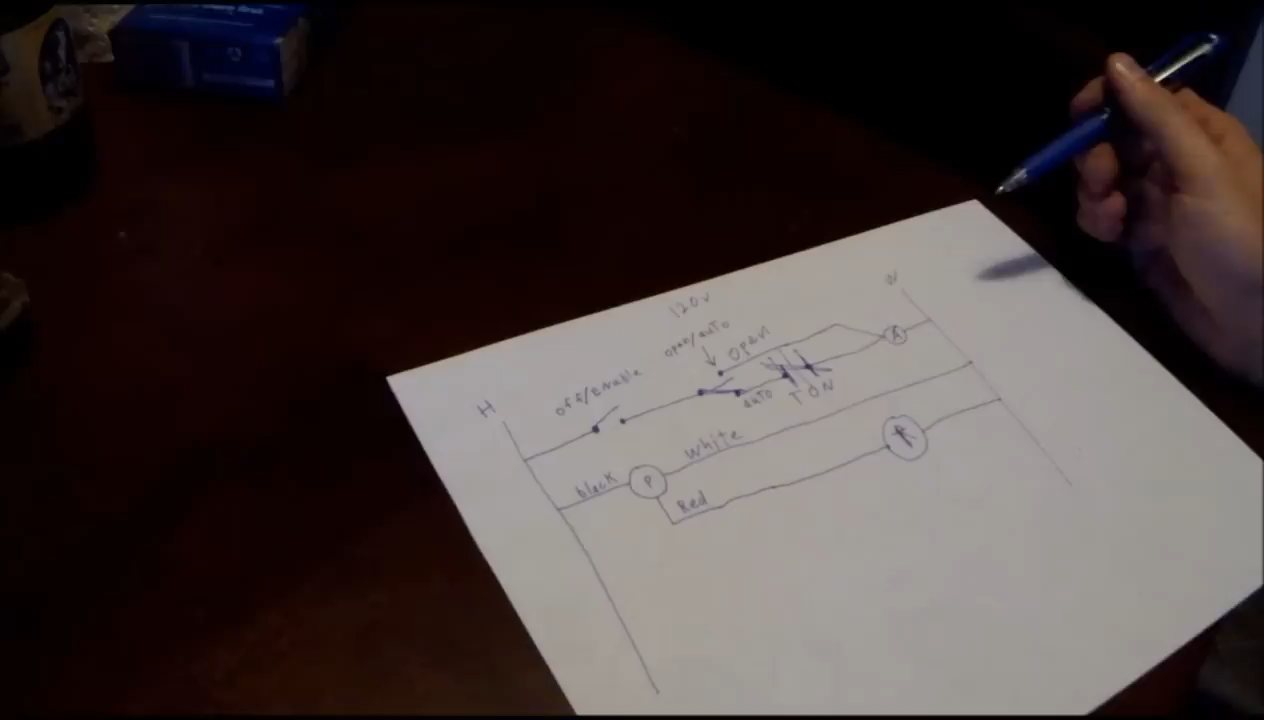 120v
N
open/auto
OPEN
off/ENable
H
A
auto
TON
white
R
black
P
Red